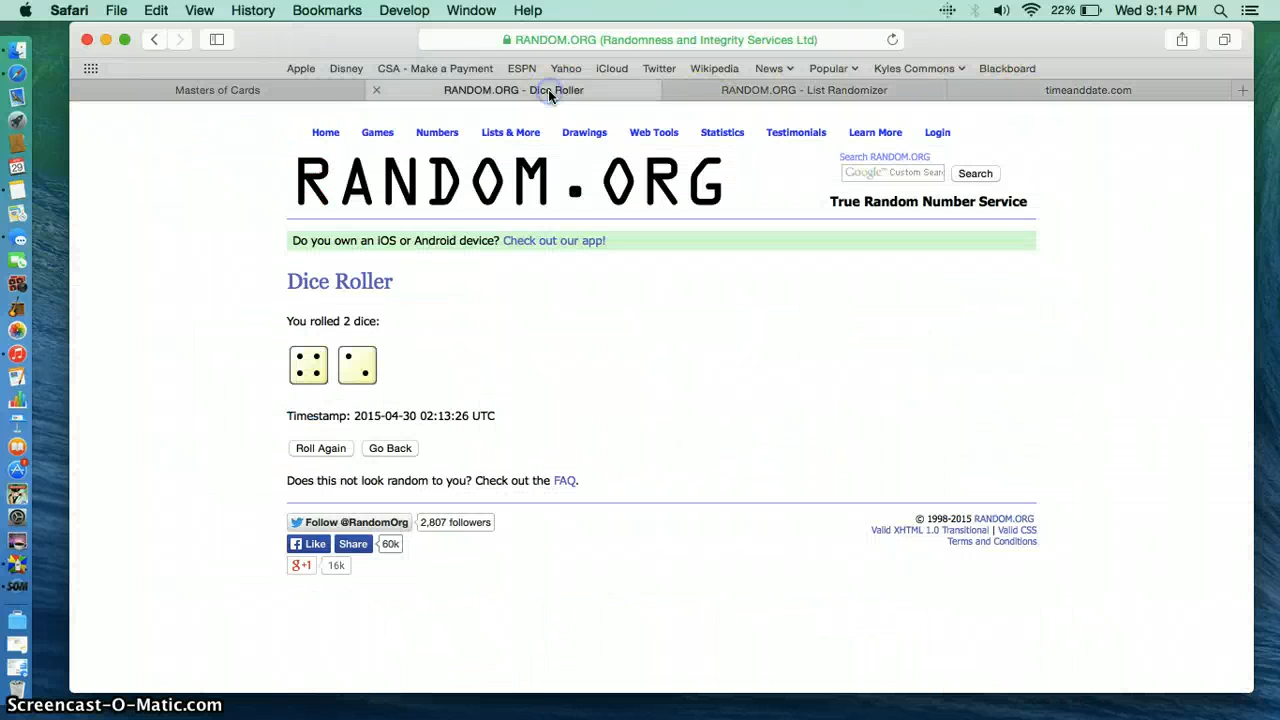 Safari File Edit View History Bookmarks Develop Window Help 22% Wed 9:14 PM
RANDOM.ORG (Randomness and Integrity Services Ltd)
Apple Disney CSA - Make a Payment ESPN Yahoo iCloud Twitter Wikipedia News Popular Kyles Commons Blackboard
Masters of Cards RANDOM.ORG - Dice Roller RANDOM.ORG - List Randomizer timeanddate.com
Home Games Numbers Lists & More Drawings Web Tools Statistics Testimonials Learn More Login
Search RANDOM.ORG
Google™ Custom Sear Search
RANDOM.ORG
True Random Number Service
Do you own an iOS or Android device? Check out our app!
Dice Roller
You rolled 2 dice:
Timestamp: 2015-04-30 02:13:26 UTC
Roll Again Go Back
Does this not look random to you? Check out the FAQ.
Follow @RandomOrg 2,807 followers
Like Share 60k
g+1 16k
© 1998-2015 RANDOM.ORG
Valid XHTML 1.0 Transitional | Valid CSS
Terms and Conditions
Screencast-O-Matic.com